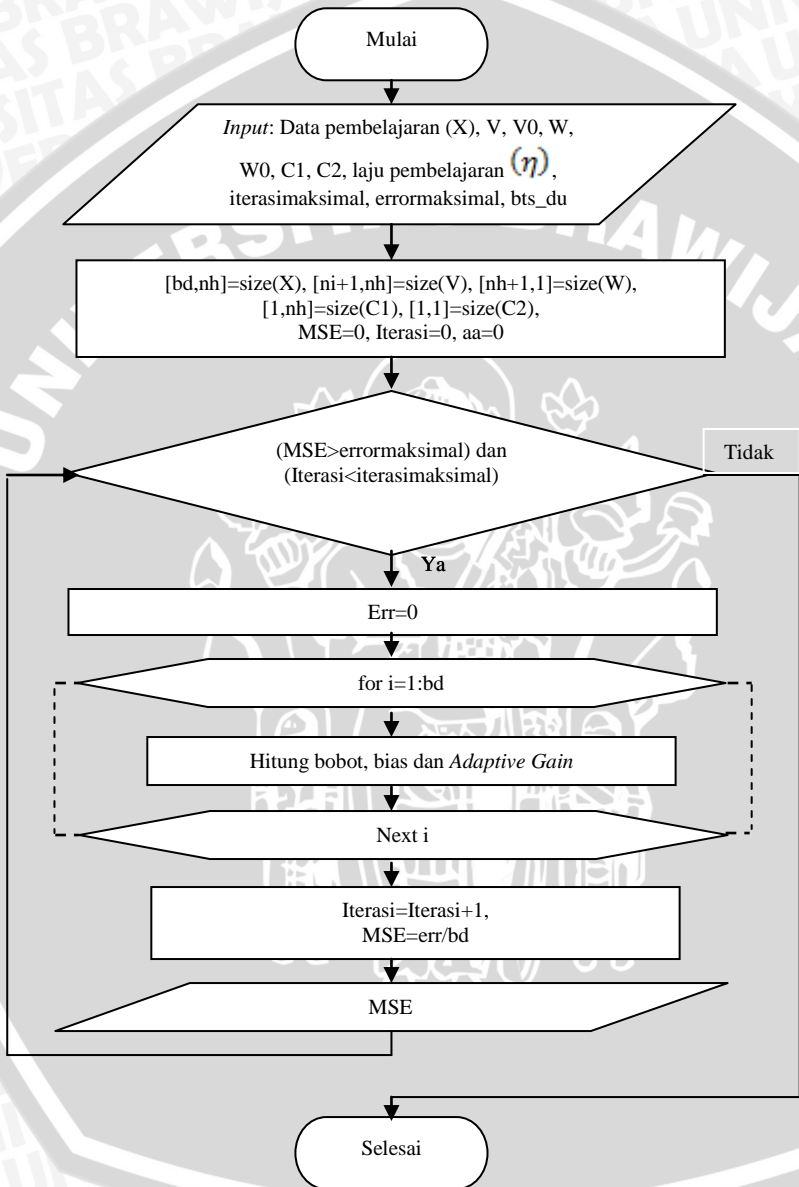 Mulai
Input: Data pembelajaran (X), V, V0, W,
W0, C1, C2, laju pembelajaran (η),
iterasimaksimal, errormaksimal, bts_du
[bd,nh]=size(X), [ni+1,nh]=size(V), [nh+1,1]=size(W),
[1,nh]=size(C1), [1,1]=size(C2),
MSE=0, Iterasi=0, aa=0
(MSE>errormaksimal) dan
(Iterasi<iterasimaksimal)
Tidak
Ya
Err=0
for i=1:bd
Hitung bobot, bias dan Adaptive Gain
Next i
Iterasi=Iterasi+1,
MSE=err/bd
MSE
Selesai